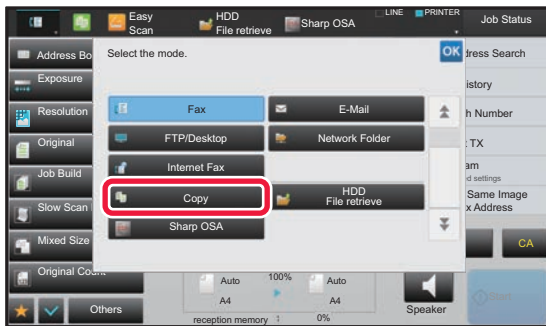 Easy
Scan
HDD
File retrieve
Sharp OSA
LINE
PRINTER
Job Status
Address Bo
Select the mode.
OK
dress Search
Exposure
istory
Resolution
Fax
E-Mail
h Number
Original
FTP/Desktop
Network Folder
TX
Job Build
Internet Fax
am
d settings
Slow Scan
Copy
HDD
File retrieve
Same Image
x Address
Mixed Size
Sharp OSA
CA
Original Count
Auto
100%
Auto
A4
A4
Others
Speaker
Start
reception memory
0%